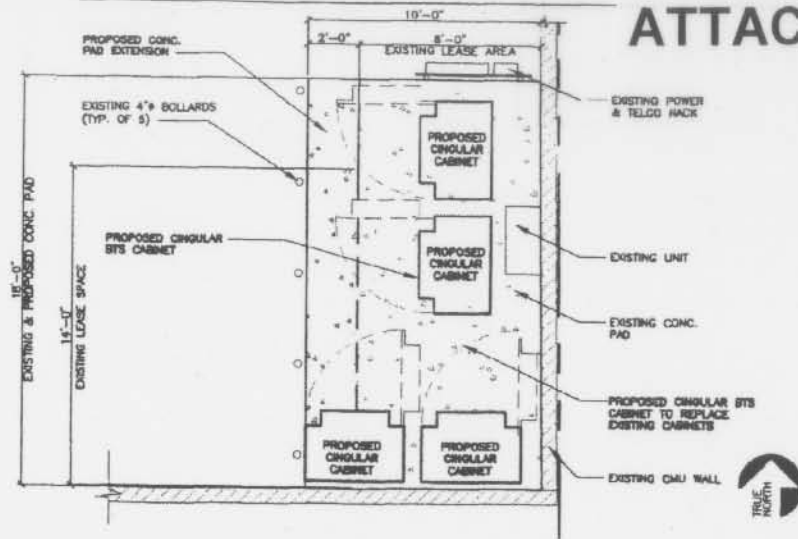 ATTAC
10'-0"
2'-0"
8'-0"
EXISTING LEASE AREA
PROPOSED CONC.
PAD EXTENSION
EXISTING 4"ø BOLLARDS
(TYP. OF 5)
PROPOSED CINGULAR
BTS CABINET
18'-0"
EXISTING & PROPOSED CONC. PAD
14'-0"
EXISTING LEASE SPACE
PROPOSED
CINGULAR
CABINET
PROPOSED
CINGULAR
CABINET
PROPOSED
CINGULAR
CABINET
PROPOSED
CINGULAR
CABINET
EXISTING POWER
& TELCO RACK
EXISTING UNIT
EXISTING CONC.
PAD
PROPOSED CINGULAR BTS
CABINET TO REPLACE
EXISTING CABINETS
EXISTING CMU WALL
TRUE
NORTH